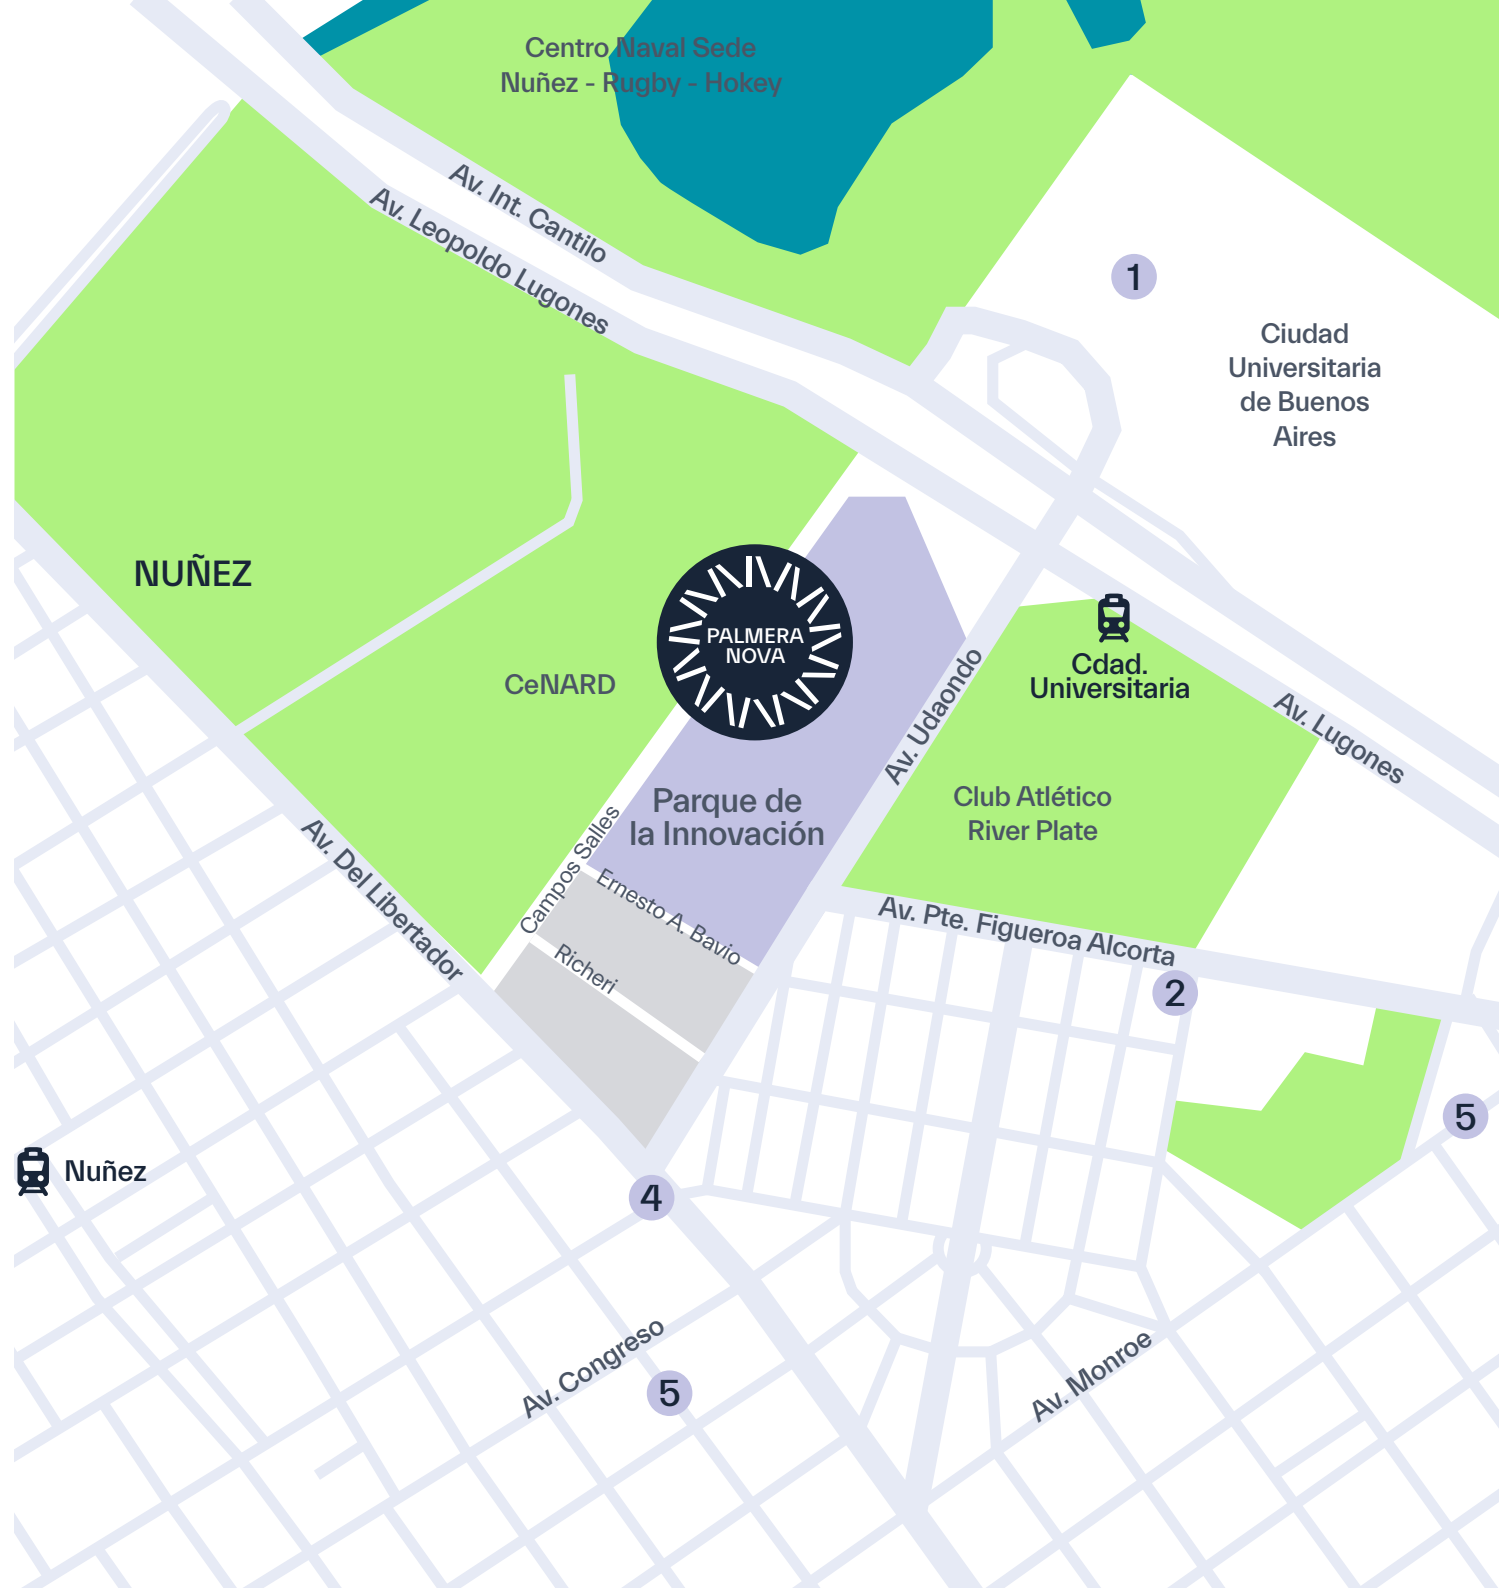 Centro Naval Sede
Nuñez - Rugby - Hokey
Av. Int. Cantilo
Av. Leopoldo Lugones
1
Ciudad
Universitaria
de Buenos
Aires
NUÑEZ
CeNARD
PALMERA
NOVA
Cdad.
Universitaria
Av. Udaondo
Av. Lugones
Parque de
la Innovación
Club Atlético
River Plate
Campos Salles
Av. Del Libertador
Ernesto A. Bavio
Richeri
Av. Pte. Figueroa Alcorta
2
5
Nuñez
4
Av. Congreso
5
Av. Monroe